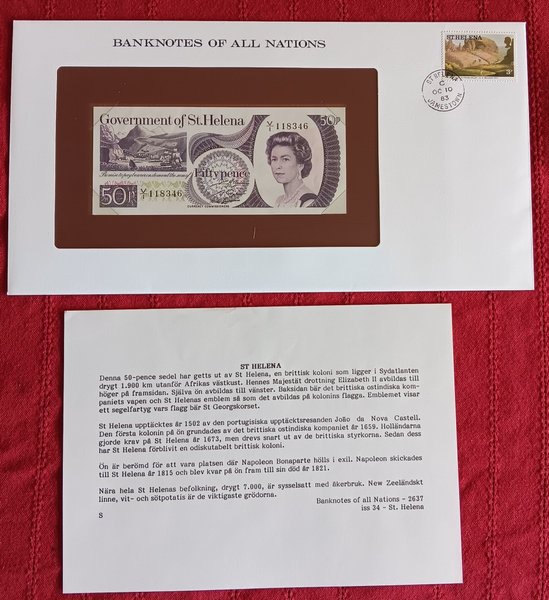 BANKNOTES OF ALL NATIONS
ST HELENA
3p
ST HELENA
C
OC 10
83
JAMESTOWN
Government of St.Helena
50P
V/1 118346
Fifty pence
50P
V/1 118346
CURRENCY COMMISSIONERS
ST HELENA
Denna 50-pence sedel har getts ut av St Helena, en brittisk koloni som ligger i Sydatlanten
drygt 1.900 km utanför Afrikas västkust. Hennes Majestät drottning Elizabeth II avbildas till
höger på framsidan. Själva ön avbildas till vänster. Baksidan bär det brittiska ostindiska kom-
paniets vapen och St Helenas emblem så som det avbildas på kolonins flagga. Emblemet visar
ett segelfartyg vars flagg bär St Georgskorset.
St Helena upptäcktes år 1502 av den portugisiska upptäcktsresanden João da Nova Castell.
Den första kolonin på ön grundades av det brittiska ostindiska kompaniet år 1659. Holländarna
gjorde krav på St Helena år 1673, men drevs snart ut av de brittiska styrkorna. Sedan dess
har St Helena förblivit en odiskutabelt brittisk koloni.
Ön är berömd för att vara platsen där Napoleon Bonaparte hölls i exil. Napoleon skickades
till St Helena år 1815 och blev kvar på ön fram till sin död år 1821.
Nära hela St Helenas befolkning, drygt 7.000, är sysselsatt med åkerbruk. New Zeeländskt
linne, vit- och sötpotatis är de viktigaste grödorna.
Banknotes of all Nations - 2637
S
iss 34 - St. Helena